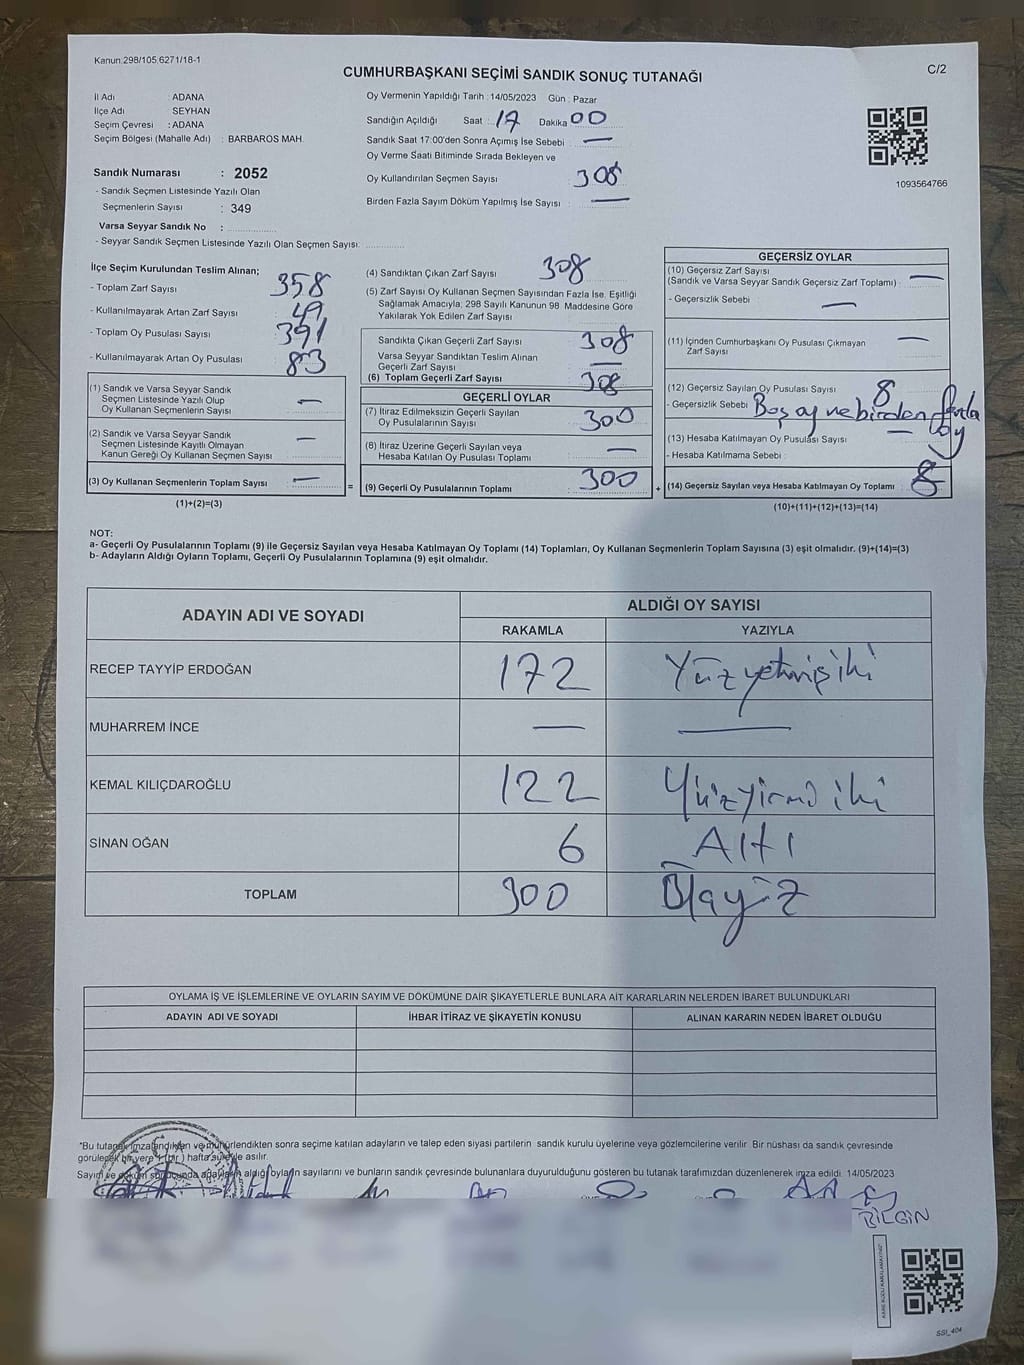 Kanun:298/105,6271/18-1
C/2
CUMHURBAŞKANI SEÇİMİ SANDIK SONUÇ TUTANAĞI
İl Adı : ADANA
İlçe Adı : SEYHAN
Seçim Çevresi : ADANA
Seçim Bölgesi (Mahalle Adı) : BARBAROS MAH.
Sandık Numarası : 2052
- Sandık Seçmen Listesinde Yazılı Olan
Seçmenlerin Sayısı : 349
Varsa Seyyar Sandık No :
- Seyyar Sandık Seçmen Listesinde Yazılı Olan Seçmen Sayısı:
Oy Vermenin Yapıldığı Tarih : 14/05/2023 Gün : Pazar
Sandığın Açıldığı Saat : 17 Dakika 00
Sandık Saat 17:00'den Sonra Açımış İse Sebebi : —
Oy Verme Saati Bitiminde Sırada Bekleyen ve
Oy Kullandırılan Seçmen Sayısı 308
Birden Fazla Sayım Döküm Yapılmış İse Sayısı : —
1093564766
İlçe Seçim Kurulundan Teslim Alınan;
- Toplam Zarf Sayısı 358
- Kullanılmayarak Artan Zarf Sayısı : 49
- Toplam Oy Pusulası Sayısı 391
- Kullanılmayarak Artan Oy Pusulası : 83
(1) Sandık ve Varsa Seyyar Sandık
Seçmen Listesinde Yazılı Olup
Oy Kullanan Seçmenlerin Sayısı —
(2) Sandık ve Varsa Seyyar Sandık
Seçmen Listesinde Kayıtlı Olmayan
Kanun Gereği Oy Kullanan Seçmen Sayısı —
(3) Oy Kullanan Seçmenlerin Toplam Sayısı : —
(1)+(2)=(3)
=
(4) Sandıktan Çıkan Zarf Sayısı 308
(5) Zarf Sayısı Oy Kullanan Seçmen Sayısından Fazla İse, Eşitliği
Sağlamak Amacıyla; 298 Sayılı Kanunun 98. Maddesine Göre
Yakılarak Yok Edilen Zarf Sayısı :
Sandıkta Çıkan Geçerli Zarf Sayısı : 308
Varsa Seyyar Sandıktan Teslim Alınan
Geçerli Zarf Sayısı : —
(6) Toplam Geçerli Zarf Sayısı : 308
GEÇERLİ OYLAR
(7) İtiraz Edilmeksizin Geçerli Sayılan
Oy Pusulalarının Sayısı : 300
(8) İtiraz Üzerine Geçerli Sayılan veya
Hesaba Katılan Oy Pusulası Toplamı : —
(9) Geçerli Oy Pusulalarının Toplamı : 300
+
GEÇERSİZ OYLAR
(10) Geçersiz Zarf Sayısı
(Sandık ve Varsa Seyyar Sandık Geçersiz Zarf Toplamı) : —
- Geçersizlik Sebebi : —
(11) İçinden Cumhurbaşkanı Oy Pusulası Çıkmayan
Zarf Sayısı —
(12) Geçersiz Sayılan Oy Pusulası Sayısı : 8
- Geçersizlik Sebebi Boş oy ve birden fazla
oy
(13) Hesaba Katılmayan Oy Pusulası Sayısı : —
- Hesaba Katılmama Sebebi :
(14) Geçersiz Sayılan veya Hesaba Katılmayan Oy Toplamı : 8
(10)+(11)+(12)+(13)=(14)
NOT:
a- Geçerli Oy Pusulalarının Toplamı (9) ile Geçersiz Sayılan veya Hesaba Katılmayan Oy Toplamı (14) Toplamları, Oy Kullanan Seçmenlerin Toplam Sayısına (3) eşit olmalıdır. (9)+(14)=(3)
b- Adayların Aldığı Oyların Toplamı, Geçerli Oy Pusulalarının Toplamına (9) eşit olmalıdır.
ADAYIN ADI VE SOYADI
ALDIĞI OY SAYISI
RAKAMLA YAZIYLA
RECEP TAYYİP ERDOĞAN 172 Yüz yetmiş iki
MUHARREM İNCE — —
KEMAL KILIÇDAROĞLU 122 Yüz yirmi iki
SİNAN OĞAN 6 Altı
TOPLAM 300
OYLAMA İŞ VE İŞLEMLERİNE VE OYLARIN SAYIM VE DÖKÜMÜNE DAİR ŞİKAYETLERLE BUNLARA AİT KARARLARIN NELERDEN İBARET BULUNDUKLARI
ADAYIN ADI VE SOYADI İHBAR İTİRAZ VE ŞİKAYETİN KONUSU ALINAN KARARIN NEDEN İBARET OLDUĞU
"Bu tutanak imzalandıktan ve mühürlendikten sonra seçime katılan adayların ve talep eden siyasi partilerin sandık kurulu üyelerine veya gözlemcilerine verilir. Bir nüshası da sandık çevresinde
görülecek bir yere 1 (bir) hafta süreyle asılır.
Sayım ve döküm sonucunda adayların aldığı oyların sayılarını ve bunların sandık çevresinde bulunanlara duyurulduğunu gösteren bu tutanak tarafımızdan düzenlenerek imza edildi. 14/05/2023
BİLGİN
SSI_404